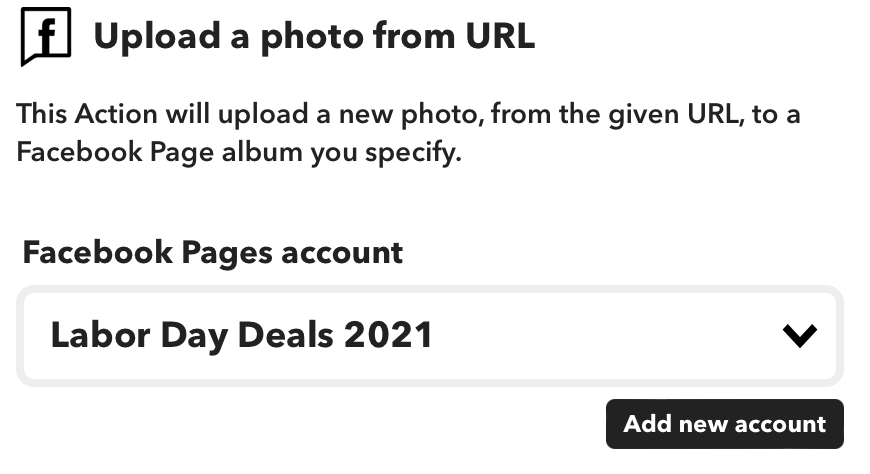 Upload a photo from URL
This Action will upload a new photo, from the given URL, to a
Facebook Page album you specify.
Facebook Pages account
Labor Day Deals 2021
Add new account